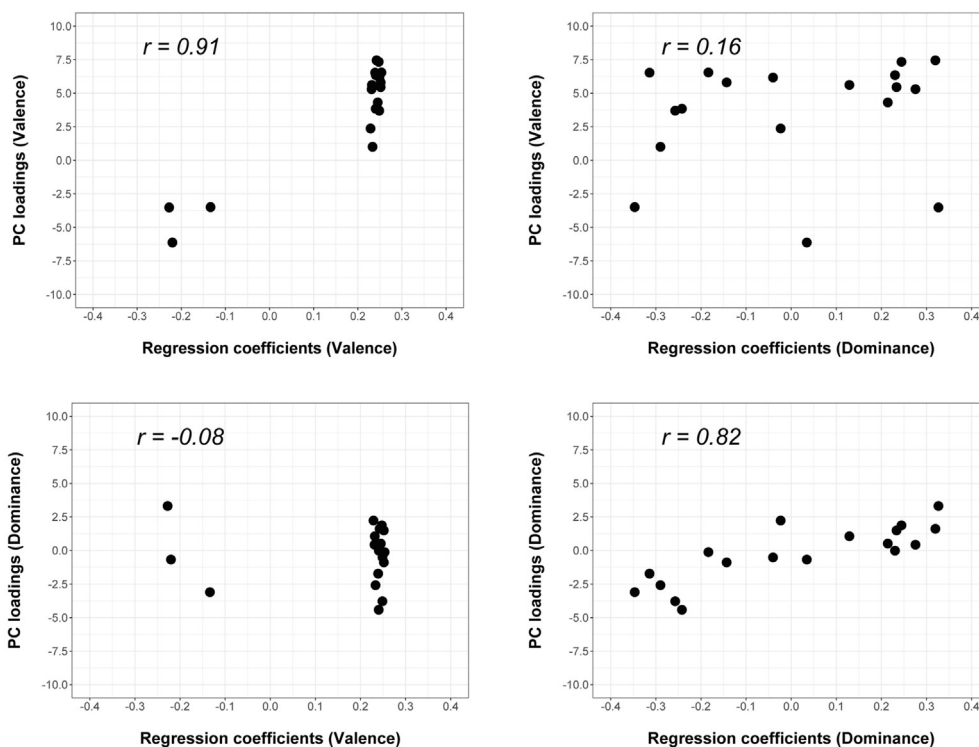 r = 0.91
PC loadings (Valence)
10.0
7.5
5.0
2.5
0.0
-2.5
-5.0
-7.5
-10.0
-0.4 -0.3 -0.2 -0.1 0.0 0.1 0.2 0.3 0.4
Regression coefficients (Valence)
r = 0.16
PC loadings (Valence)
10.0
7.5
5.0
2.5
0.0
-2.5
-5.0
-7.5
-10.0
-0.4 -0.3 -0.2 -0.1 0.0 0.1 0.2 0.3 0.4
Regression coefficients (Dominance)
r = -0.08
PC loadings (Dominance)
10.0
7.5
5.0
2.5
0.0
-2.5
-5.0
-7.5
-10.0
-0.4 -0.3 -0.2 -0.1 0.0 0.1 0.2 0.3 0.4
Regression coefficients (Valence)
r = 0.82
PC loadings (Dominance)
10.0
7.5
5.0
2.5
0.0
-2.5
-5.0
-7.5
-10.0
-0.4 -0.3 -0.2 -0.1 0.0 0.1 0.2 0.3 0.4
Regression coefficients (Dominance)